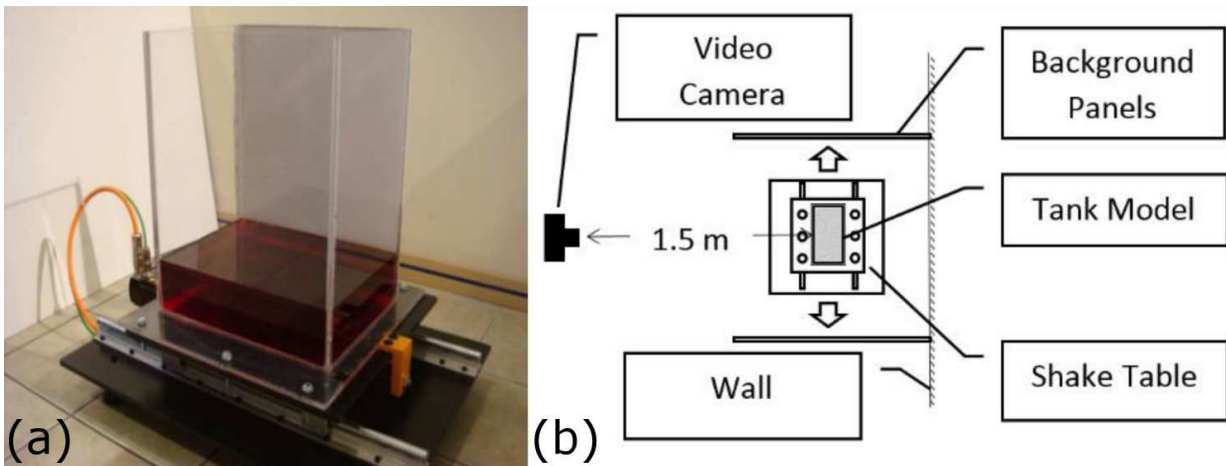 (a)
(b)
Video
Camera
Background
Panels
1.5 m
Tank Model
Wall
Shake Table